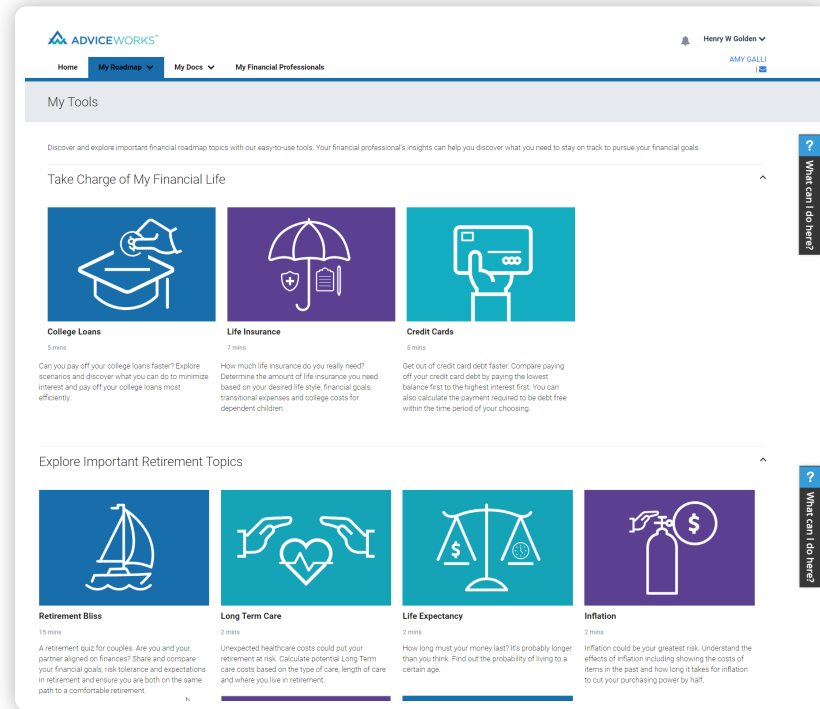 ADVICEWORKS™
Henry W Golden
Home My Roadmap My Docs My Financial Professionals
AMY GALLI
|
My Tools
Discover and explore important financial roadmap topics with our easy-to-use tools. Your financial professional's insights can help you discover what you need to stay on track to pursue your financial goals.
Take Charge of My Financial Life
College Loans
5 mins
Can you pay off your college loans faster? Explore
scenarios and discover what you can do to minimize
interest and pay off your college loans most
efficiently.
Life Insurance
7 mins
How much life insurance do you really need?
Determine the amount of life insurance you need
based on your desired life style, financial goals,
transitional expenses and college costs for
dependent children.
Credit Cards
5 mins
Get out of credit card debt faster. Compare paying
off your credit card debt by paying the lowest
balance first to the highest interest first. You can
also calculate the payment required to be debt free
within the time period of your choosing.
? What can I do here?
Explore Important Retirement Topics
$
$
Retirement Bliss
15 mins
A retirement quiz for couples. Are you and your
partner aligned on finances? Share and compare
your financial goals, risk tolerance and expectations
in retirement and ensure you are both on the same
path to a comfortable retirement.
Long Term Care
2 mins
Unexpected healthcare costs could put your
retirement at risk. Calculate potential Long Term
care costs based on the type of care, length of care
and where you live in retirement.
Life Expectancy
2 mins
How long must your money last? It's probably longer
than you think. Find out the probability of living to a
certain age.
Inflation
2 mins
Inflation could be your greatest risk. Understand the
effects of inflation including showing the costs of
items in the past and how long it takes for inflation
to cut your purchasing power by half.
? What can I do here?